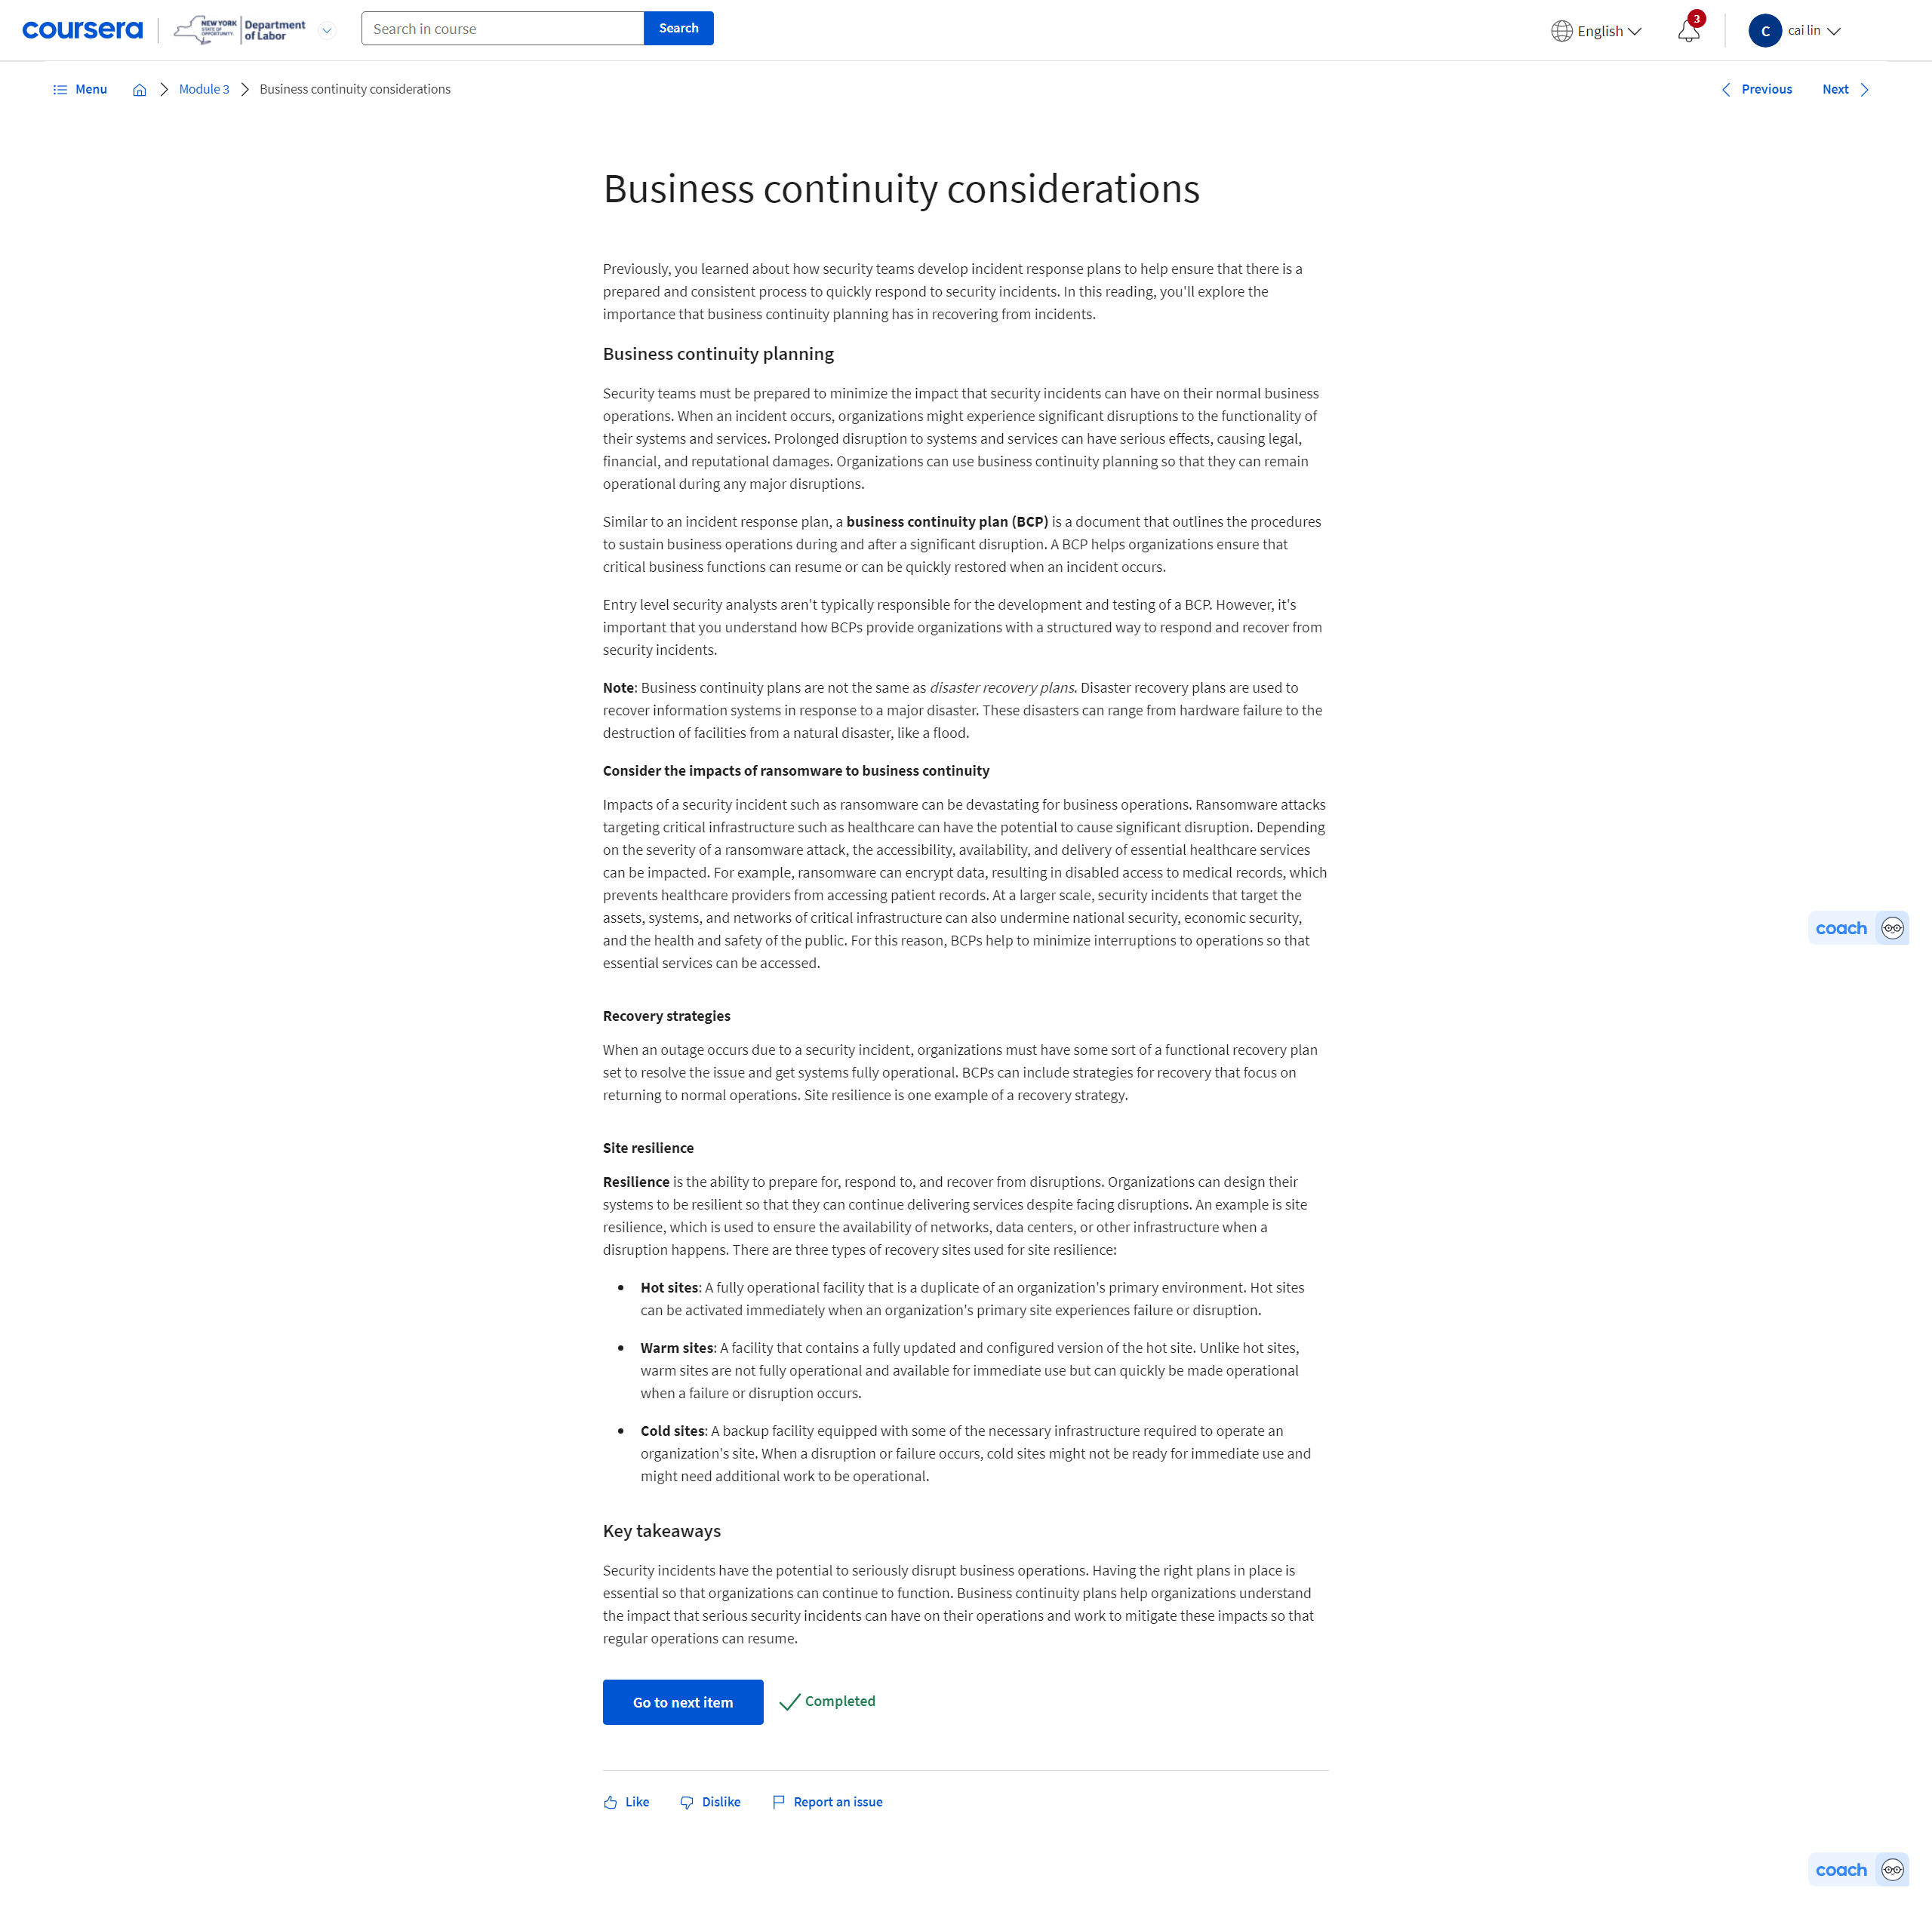 coursera
NEW YORK
STATE OF
OPPORTUNITY.
Department
of Labor
Search in course
Search
English
3
C
cai lin
Menu
Module 3
Business continuity considerations
Previous
Next
Business continuity considerations
Previously, you learned about how security teams develop incident response plans to help ensure that there is a
prepared and consistent process to quickly respond to security incidents. In this reading, you'll explore the
importance that business continuity planning has in recovering from incidents.
Business continuity planning
Security teams must be prepared to minimize the impact that security incidents can have on their normal business
operations. When an incident occurs, organizations might experience significant disruptions to the functionality of
their systems and services. Prolonged disruption to systems and services can have serious effects, causing legal,
financial, and reputational damages. Organizations can use business continuity planning so that they can remain
operational during any major disruptions.
Similar to an incident response plan, a business continuity plan (BCP) is a document that outlines the procedures
to sustain business operations during and after a significant disruption. A BCP helps organizations ensure that
critical business functions can resume or can be quickly restored when an incident occurs.
Entry level security analysts aren't typically responsible for the development and testing of a BCP. However, it's
important that you understand how BCPs provide organizations with a structured way to respond and recover from
security incidents.
Note: Business continuity plans are not the same as disaster recovery plans. Disaster recovery plans are used to
recover information systems in response to a major disaster. These disasters can range from hardware failure to the
destruction of facilities from a natural disaster, like a flood.
Consider the impacts of ransomware to business continuity
Impacts of a security incident such as ransomware can be devastating for business operations. Ransomware attacks
targeting critical infrastructure such as healthcare can have the potential to cause significant disruption. Depending
on the severity of a ransomware attack, the accessibility, availability, and delivery of essential healthcare services
can be impacted. For example, ransomware can encrypt data, resulting in disabled access to medical records, which
prevents healthcare providers from accessing patient records. At a larger scale, security incidents that target the
assets, systems, and networks of critical infrastructure can also undermine national security, economic security,
and the health and safety of the public. For this reason, BCPs help to minimize interruptions to operations so that
essential services can be accessed.
coach
Recovery strategies
When an outage occurs due to a security incident, organizations must have some sort of a functional recovery plan
set to resolve the issue and get systems fully operational. BCPs can include strategies for recovery that focus on
returning to normal operations. Site resilience is one example of a recovery strategy.
Site resilience
Resilience is the ability to prepare for, respond to, and recover from disruptions. Organizations can design their
systems to be resilient so that they can continue delivering services despite facing disruptions. An example is site
resilience, which is used to ensure the availability of networks, data centers, or other infrastructure when a
disruption happens. There are three types of recovery sites used for site resilience:
Hot sites: A fully operational facility that is a duplicate of an organization's primary environment. Hot sites
can be activated immediately when an organization's primary site experiences failure or disruption.
Warm sites: A facility that contains a fully updated and configured version of the hot site. Unlike hot sites,
warm sites are not fully operational and available for immediate use but can quickly be made operational
when a failure or disruption occurs.
Cold sites: A backup facility equipped with some of the necessary infrastructure required to operate an
organization's site. When a disruption or failure occurs, cold sites might not be ready for immediate use and
might need additional work to be operational.
Key takeaways
Security incidents have the potential to seriously disrupt business operations. Having the right plans in place is
essential so that organizations can continue to function. Business continuity plans help organizations understand
the impact that serious security incidents can have on their operations and work to mitigate these impacts so that
regular operations can resume.
Go to next item
Completed
Like
Dislike
Report an issue
coach